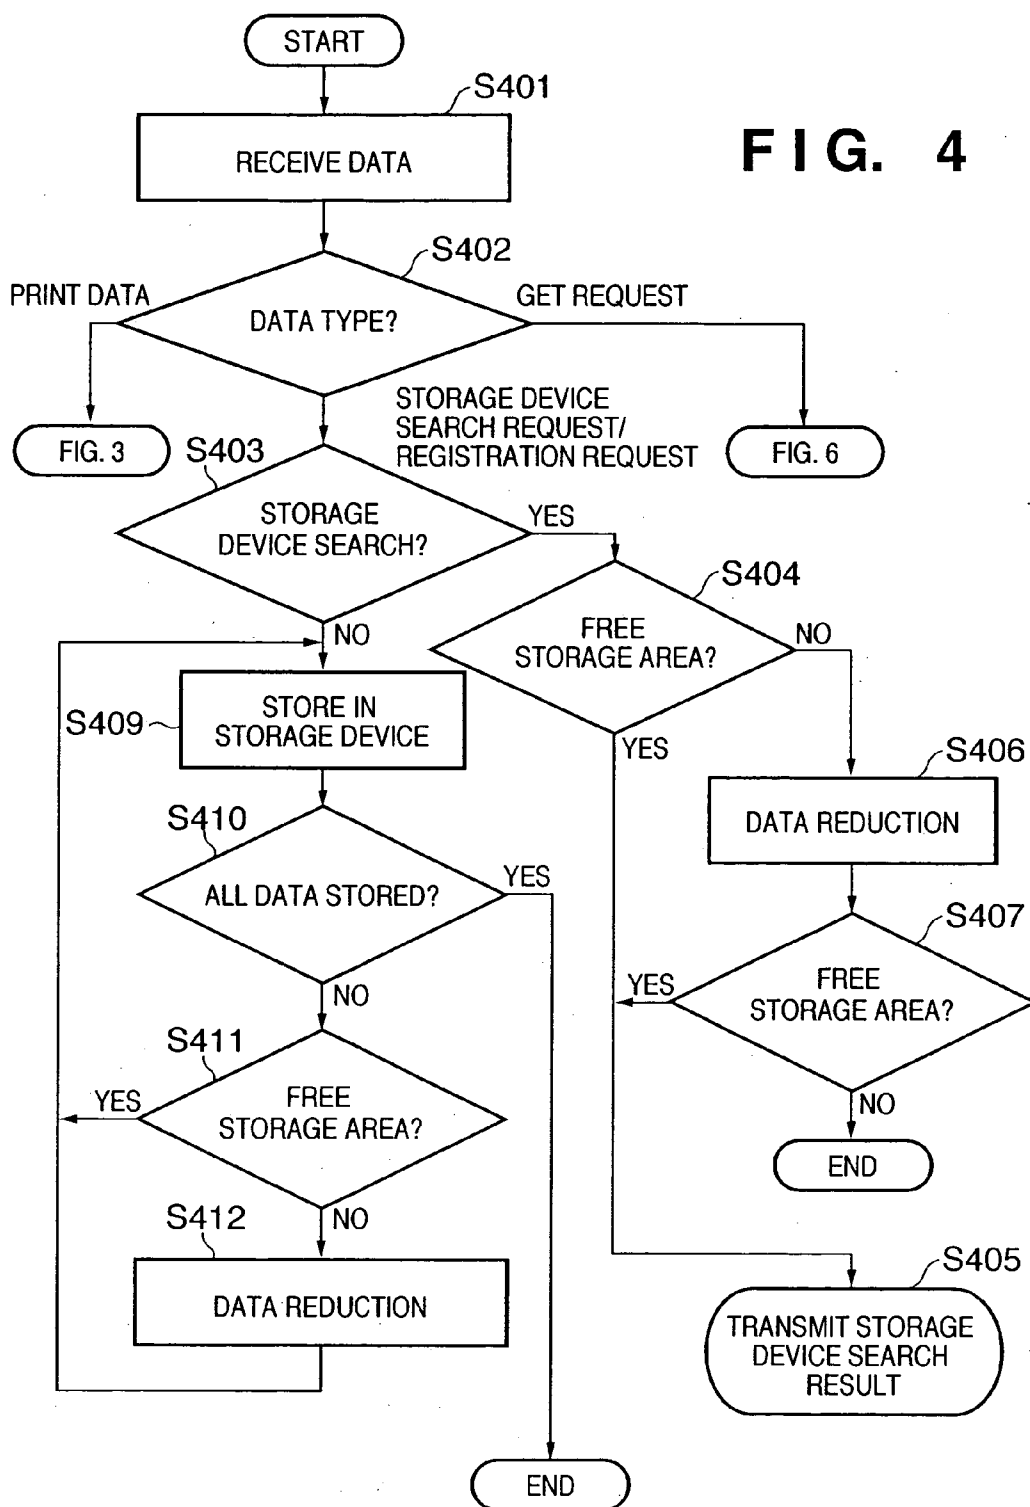 START
S401
FIG. 4
RECEIVE DATA
S402
PRINT DATA
GET REQUEST
DATA TYPE?
STORAGE DEVICE
SEARCH REQUEST/
REGISTRATION REQUEST
FIG. 3
FIG. 6
S403
STORAGE
DEVICE SEARCH?
YES
NO
S404
FREE
STORAGE AREA?
NO
YES
S409
STORE IN
STORAGE DEVICE
S406
DATA REDUCTION
S410
ALL DATA STORED?
YES
NO
S407
FREE
STORAGE AREA?
YES
NO
END
S411
FREE
STORAGE AREA?
YES
NO
S412
DATA REDUCTION
S405
TRANSMIT STORAGE
DEVICE SEARCH
RESULT
END